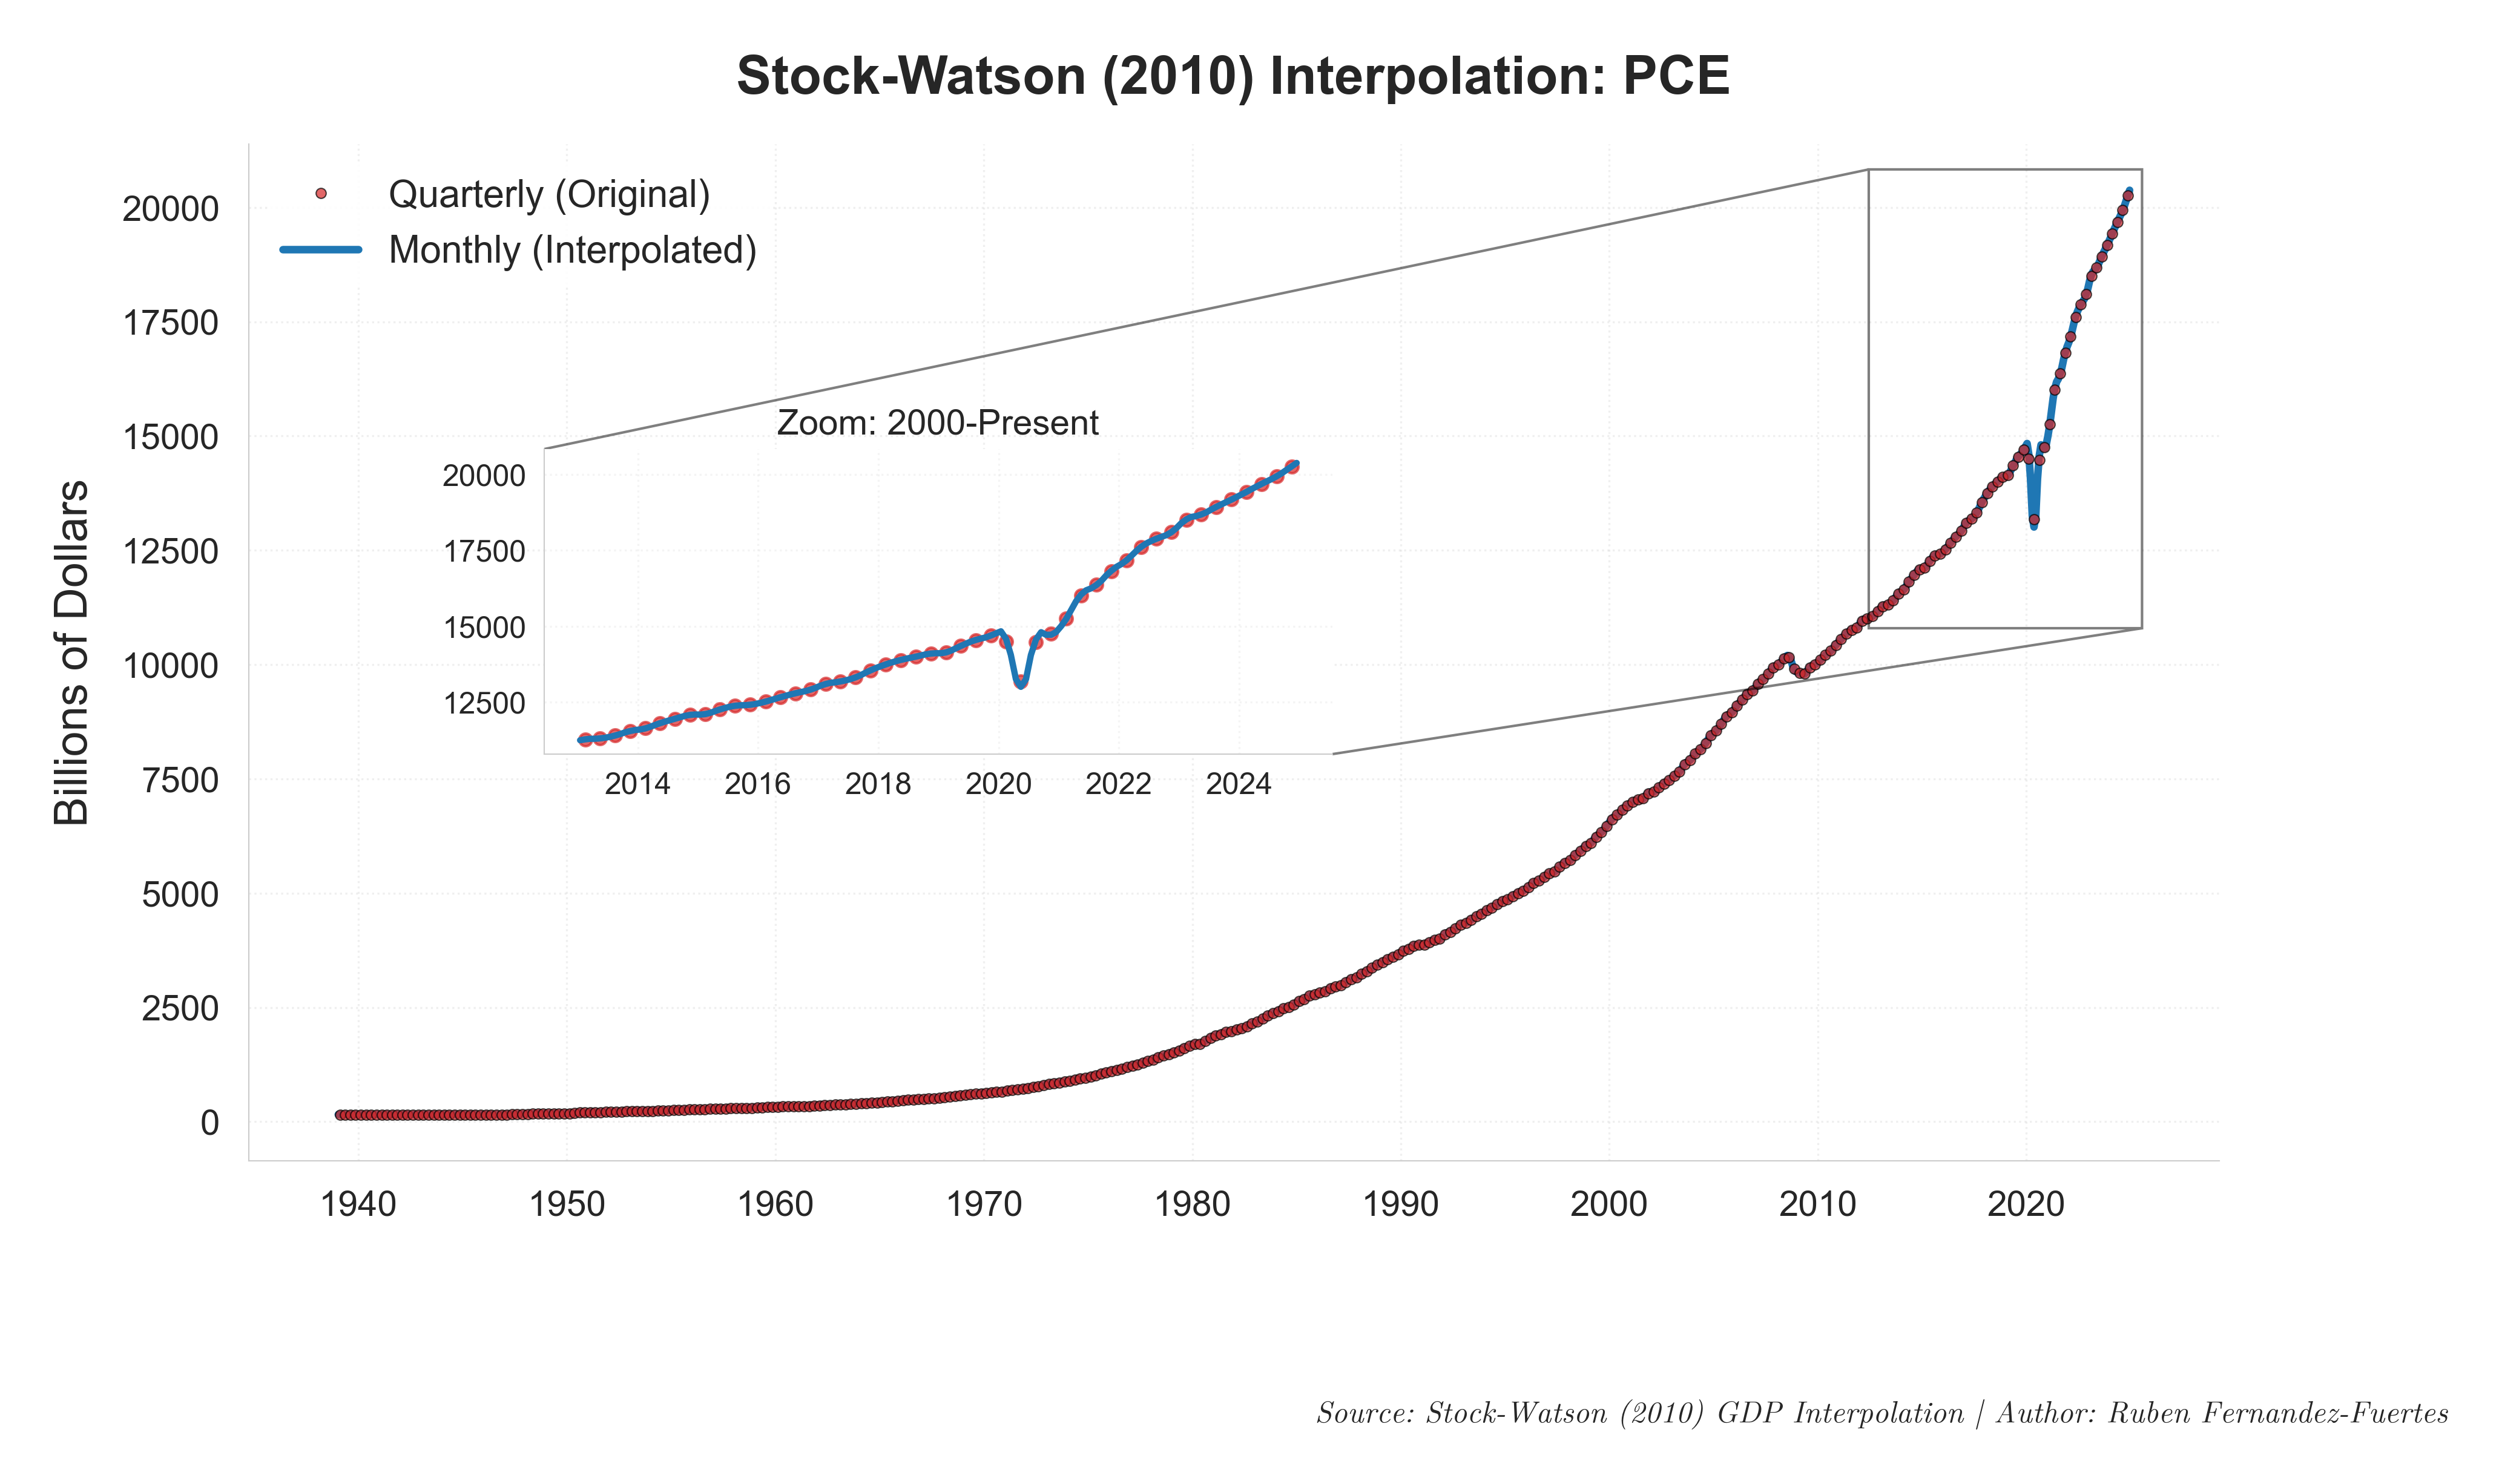 Stock-Watson (2010) Interpolation: PCE
Quarterly (Original)
Monthly (Interpolated)
Billions of Dollars
20000
17500
15000
12500
10000
7500
5000
2500
0
Zoom: 2000-Present
20000
17500
15000
12500
2014 2016 2018 2020 2022 2024
1940 1950 1960 1970 1980 1990 2000 2010 2020
Source: Stock-Watson (2010) GDP Interpolation | Author: Ruben Fernandez-Fuertes